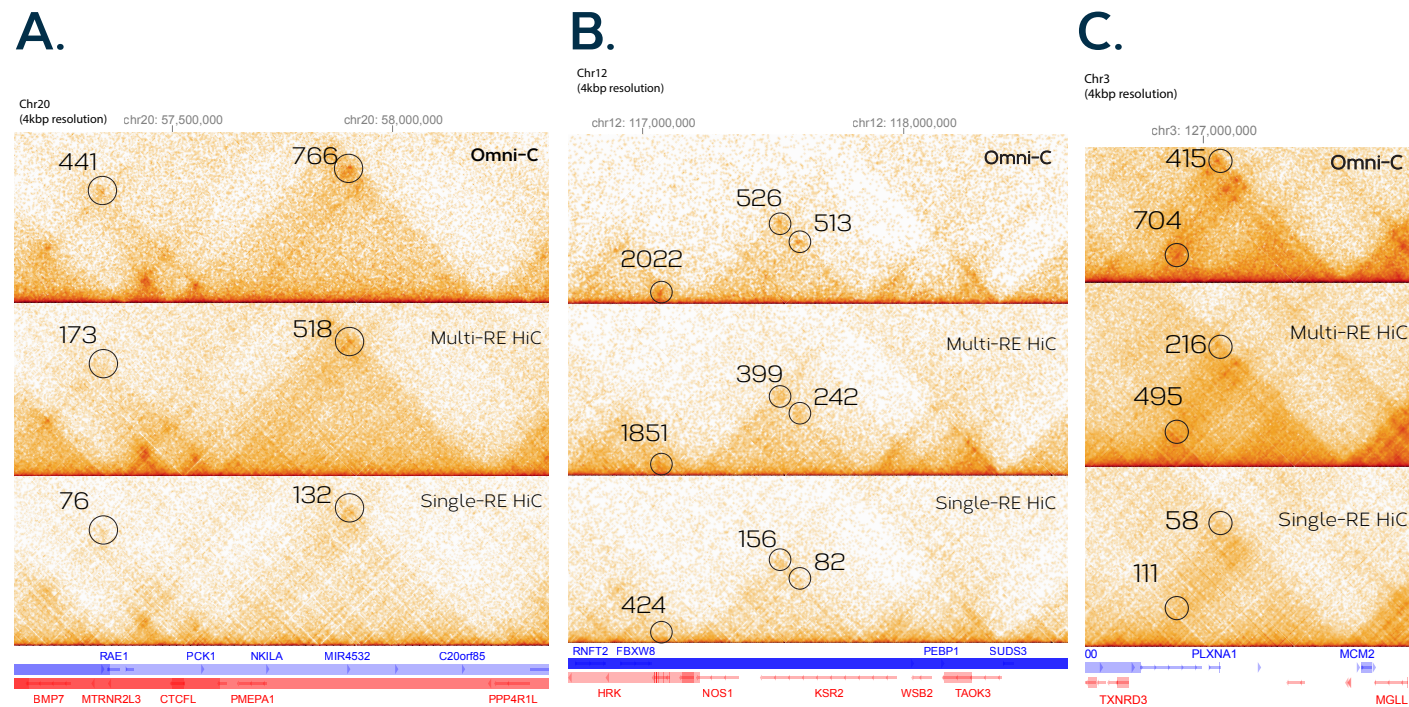 A.
Chr20
(4kbp resolution)
chr20: 57,500,000
chr20: 58,000,000
441
766
Omni-C
173
518
Multi-RE HiC
76
132
Single-RE HiC
RAE1 PCK1 NKILA MIR4532 C20orf85
BMP7 MTRNR2L3 CTCFL PMEPA1 PPP4R1L
B.
Chr12
(4kbp resolution)
chr12: 117,000,000
chr12: 118,000,000
Omni-C
526
513
2022
Multi-RE HiC
399
242
1851
Single-RE HiC
156
82
424
RNFT2 FBXW8 PEBP1 SUDS3
HRK NOS1 KSR2 WSB2 TAOK3
C.
Chr3
(4kbp resolution)
chr3: 127,000,000
415
Omni-C
704
Multi-RE HiC
216
495
58
Single-RE HiC
111
00 PLXNA1 MCM2
TXNRD3 MGLL